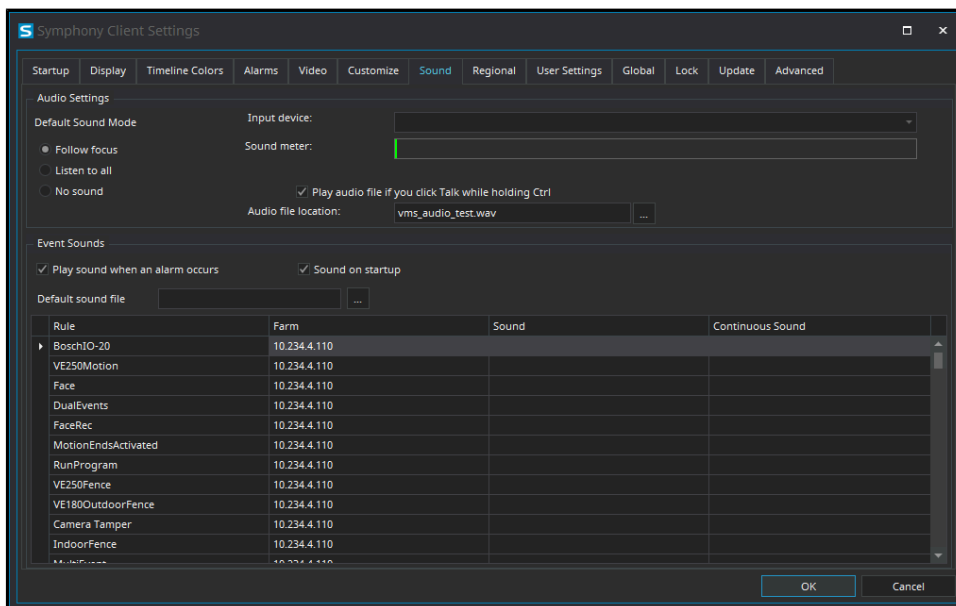 S Symphony Client Settings
Startup Display Timeline Colors Alarms Video Customize Sound Regional User Settings Global Lock Update Advanced
Audio Settings
Default Sound Mode
Input device:
Follow focus
Sound meter:
Listen to all
No sound
Play audio file if you click Talk while holding Ctrl
Audio file location: vms_audio_test.wav ...
Event Sounds
Play sound when an alarm occurs Sound on startup
Default sound file ...
Rule Farm Sound Continuous Sound
BoschIO-20 10.234.4.110
VE250Motion 10.234.4.110
Face 10.234.4.110
DualEvents 10.234.4.110
FaceRec 10.234.4.110
MotionEndsActivated 10.234.4.110
RunProgram 10.234.4.110
VE250Fence 10.234.4.110
VE180OutdoorFence 10.234.4.110
Camera Tamper 10.234.4.110
IndoorFence 10.234.4.110
MultiEvent 10.234.4.110
OK Cancel